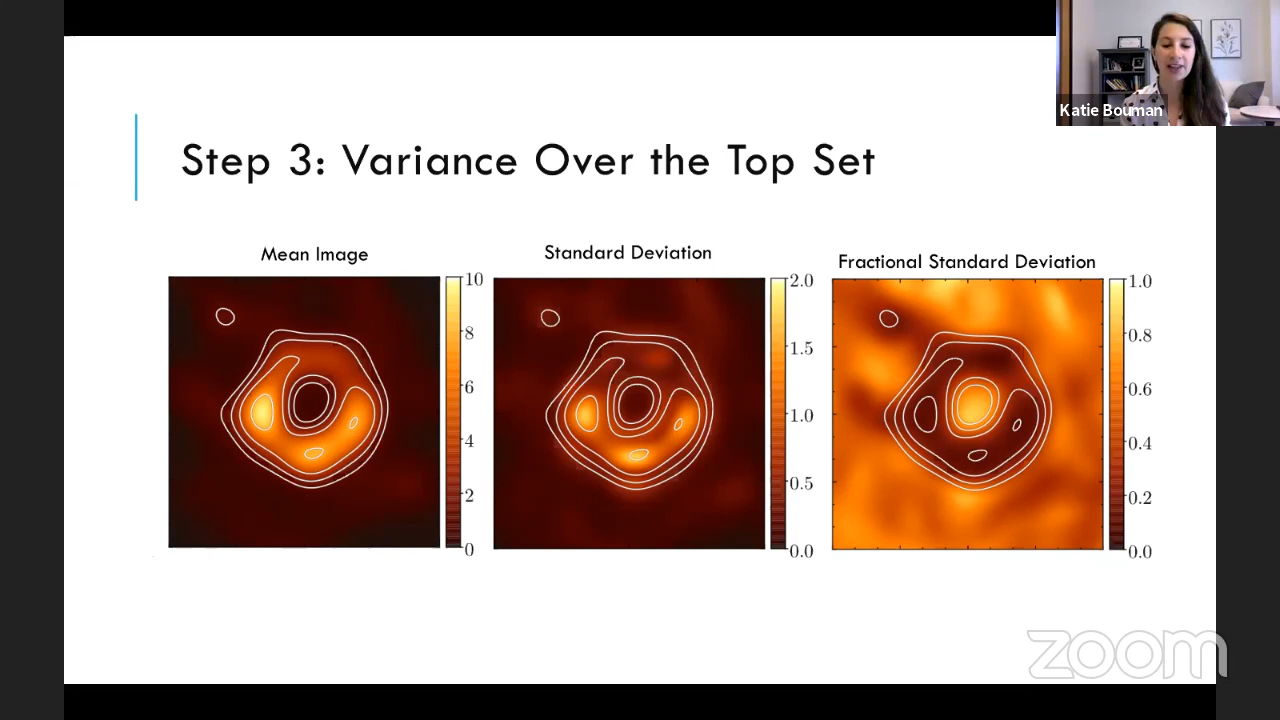 Katie Bouman
Step 3: Variance Over the Top Set
Mean Image
10
8
6
4
2
0
Standard Deviation
2.0
1.5
1.0
0.5
0.0
Fractional Standard Deviation
1.0
0.8
0.6
0.4
0.2
0.0
zoom